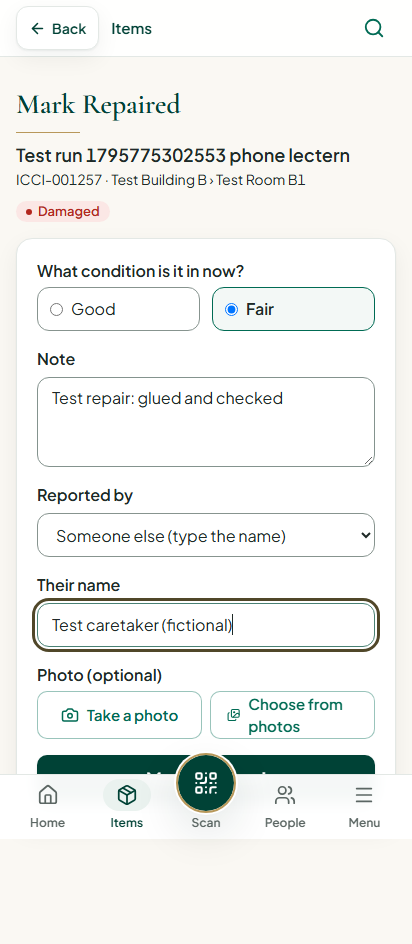 Back
Items
Mark Repaired
Test run 1795775302553 phone lectern
ICCI-001257 · Test Building B › Test Room B1
Damaged
What condition is it in now?
Good
Fair
Note
Test repair: glued and checked
Reported by
Someone else (type the name)
Their name
Test caretaker (fictional)
Photo (optional)
Take a photo
Choose from
photos
Home
Items
Scan
People
Menu